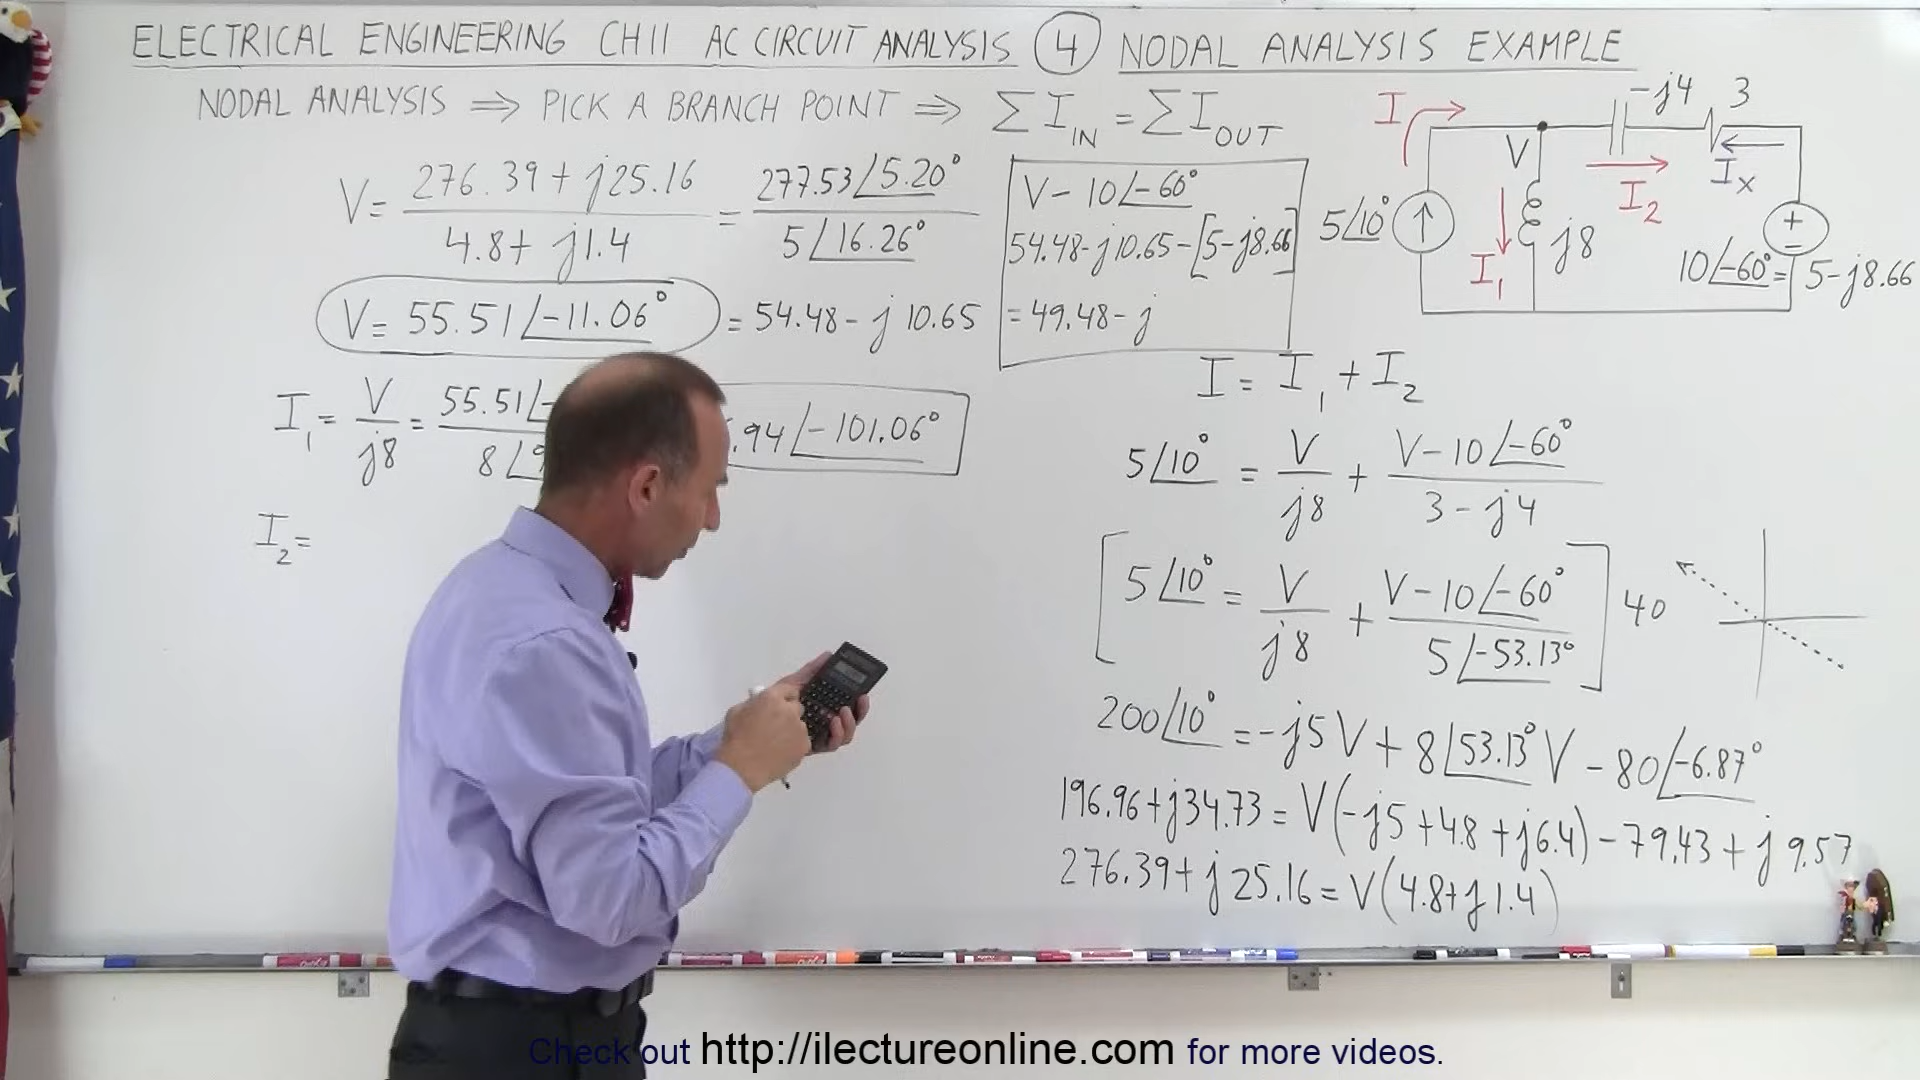 ELECTRICAL ENGINEERING CH11 AC CIRCUIT ANALYSIS 4 NODAL ANALYSIS EXAMPLE
NODAL ANALYSIS ⇒ PICK A BRANCH POINT ⇒ ΣI_IN = ΣI_OUT
V = (276.39 + j25.16)/(4.8 + j1.4) = 277.53∠5.20°/5∠16.26°
V = 55.51∠-11.06° = 54.48 - j10.65
I₁ = V/j8 = 55.51∠- / 8∠ .94∠-101.06°
I₂ =
V - 10∠-60°
54.48 - j10.65 - [5 - j8.66]
= 49.48 - j
I
-j4
3
V
I_X
I₂
5∠10°
I₁
j8
10∠-60° = 5 - j8.66
I = I₁ + I₂
5∠10° = V/j8 + (V - 10∠-60°)/(3 - j4)
[5∠10° = V/j8 + (V - 10∠-60°)/5∠-53.13°] 40
200∠10° = -j5V + 8∠53.13° V - 80∠-6.87°
196.96 + j34.73 = V(-j5 + 4.8 + j6.4) - 79.43 + j9.57
276.39 + j25.16 = V(4.8 + j1.4)
Check out http://ilectureonline.com for more videos.